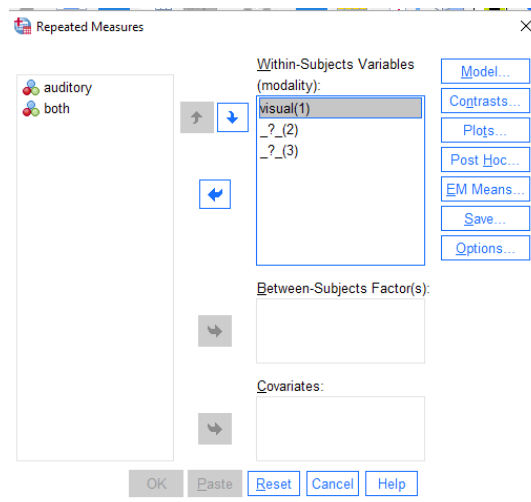 Repeated Measures
auditory
both
Within-Subjects Variables
(modality):
visual(1)
_?_(2)
_?_(3)
Between-Subjects Factor(s):
Covariates:
Model...
Contrasts...
Plots...
Post Hoc...
EM Means...
Save...
Options...
OK Paste Reset Cancel Help